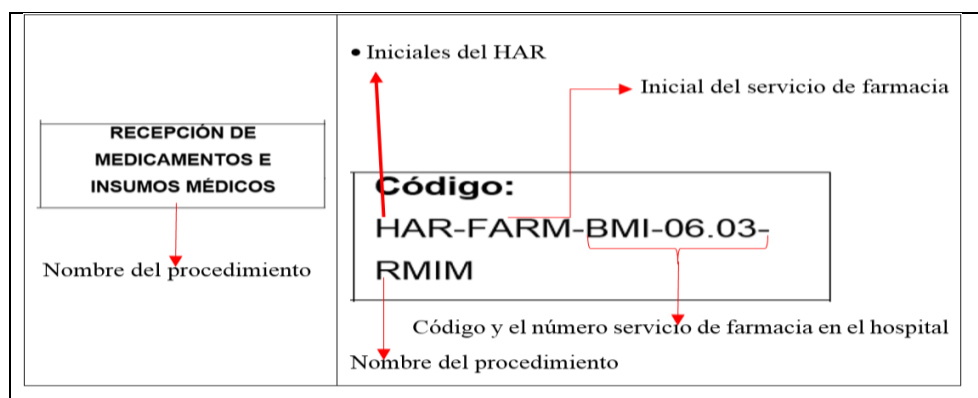 RECEPCIÓN DE
MEDICAMENTOS E
INSUMOS MÉDICOS
Nombre del procedimiento
• Iniciales del HAR
Inicial del servicio de farmacia
Código:
HAR-FARM-BMI-06.03-
RMIM
Código y el número servicio de farmacia en el hospital
Nombre del procedimiento